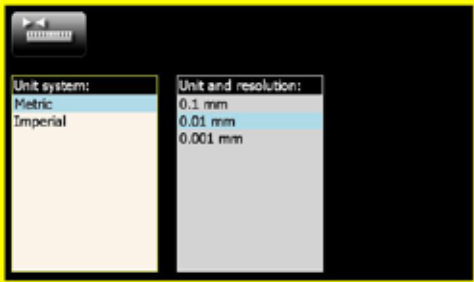 Unit system:
Metric
Imperial
Unit and resolution:
0.1 mm
0.01 mm
0.001 mm